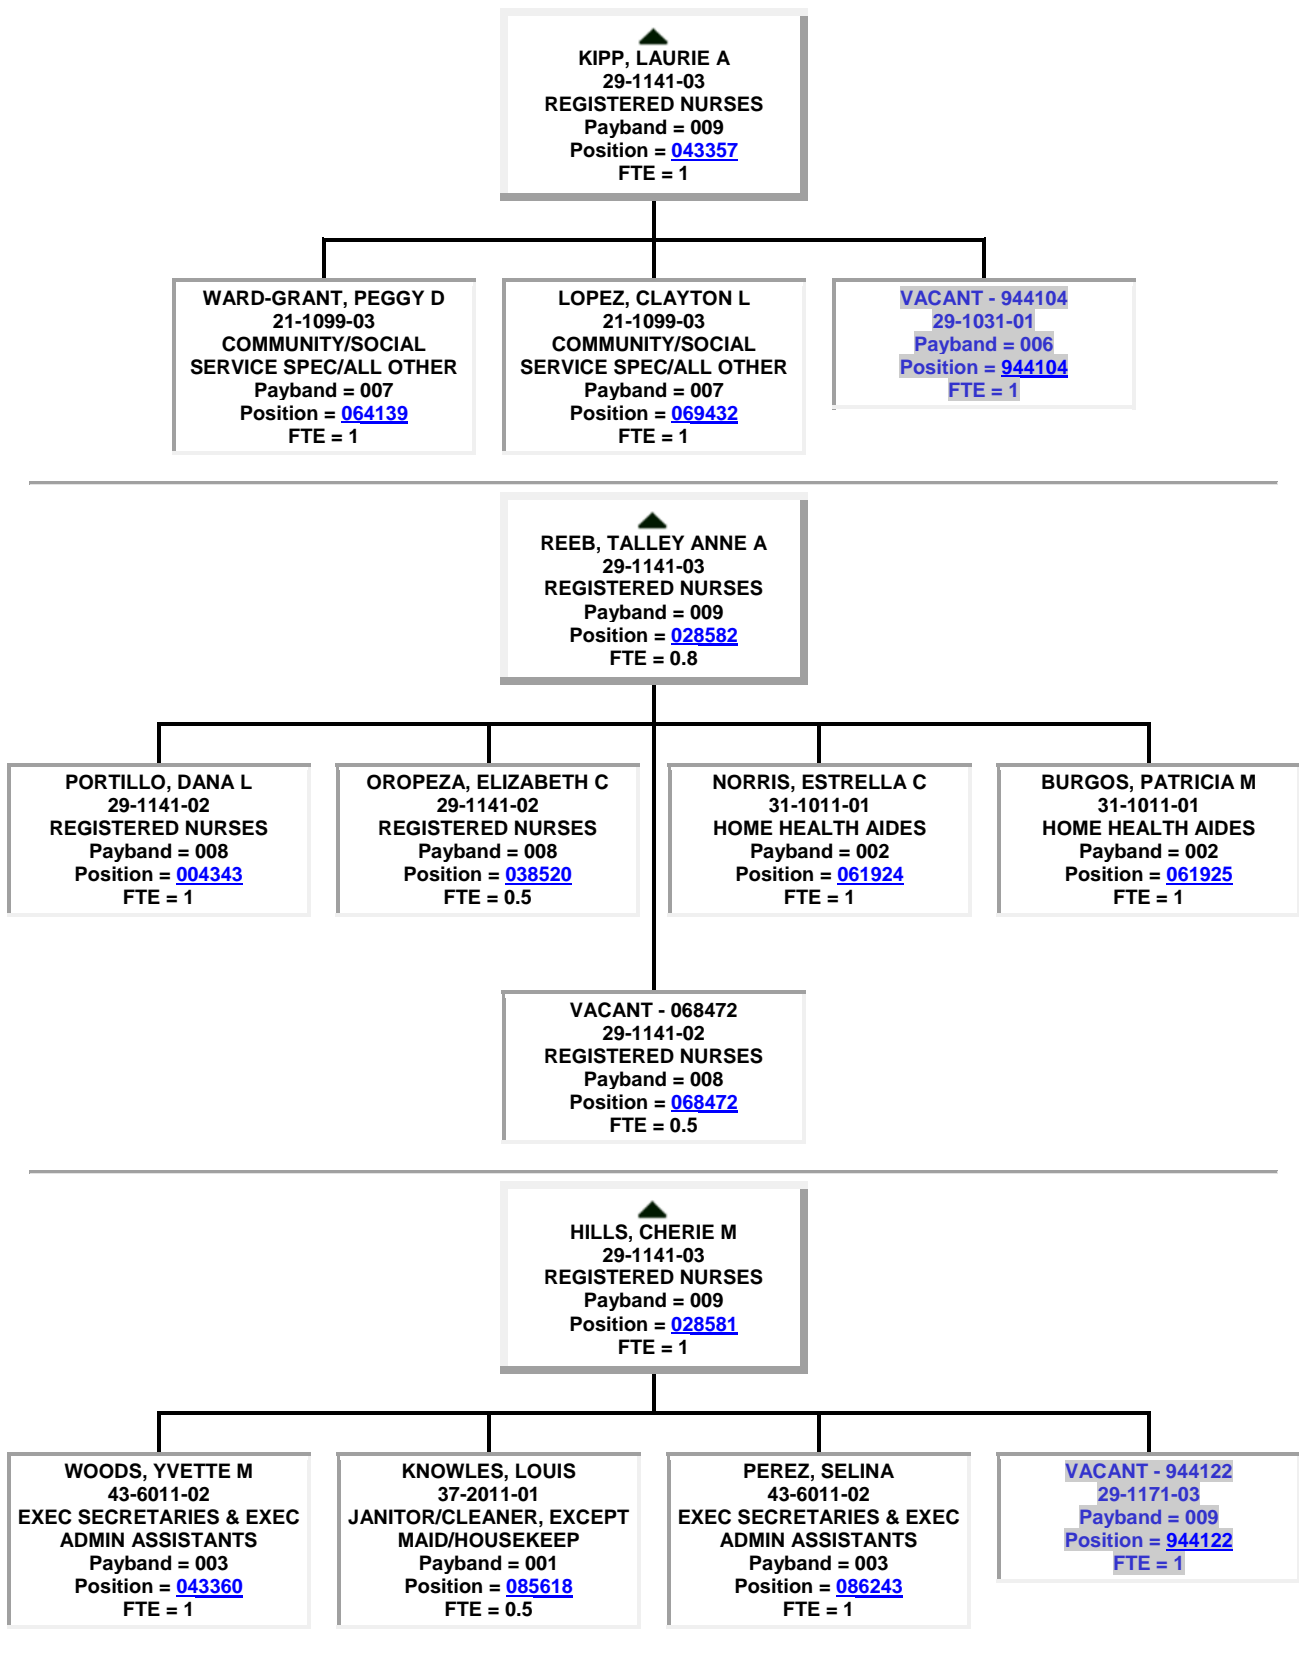 KIPP, LAURIE A
29-1141-03
REGISTERED NURSES
Payband = 009
Position = 043357
FTE = 1
WARD-GRANT, PEGGY D
21-1099-03
COMMUNITY/SOCIAL
SERVICE SPEC/ALL OTHER
Payband = 007
Position = 064139
FTE = 1
LOPEZ, CLAYTON L
21-1099-03
COMMUNITY/SOCIAL
SERVICE SPEC/ALL OTHER
Payband = 007
Position = 069432
FTE = 1
VACANT - 944104
29-1031-01
Payband = 006
Position = 944104
FTE = 1
REEB, TALLEY ANNE A
29-1141-03
REGISTERED NURSES
Payband = 009
Position = 028582
FTE = 0.8
PORTILLO, DANA L
29-1141-02
REGISTERED NURSES
Payband = 008
Position = 004343
FTE = 1
OROPEZA, ELIZABETH C
29-1141-02
REGISTERED NURSES
Payband = 008
Position = 038520
FTE = 0.5
NORRIS, ESTRELLA C
31-1011-01
HOME HEALTH AIDES
Payband = 002
Position = 061924
FTE = 1
BURGOS, PATRICIA M
31-1011-01
HOME HEALTH AIDES
Payband = 002
Position = 061925
FTE = 1
VACANT - 068472
29-1141-02
REGISTERED NURSES
Payband = 008
Position = 068472
FTE = 0.5
HILLS, CHERIE M
29-1141-03
REGISTERED NURSES
Payband = 009
Position = 028581
FTE = 1
WOODS, YVETTE M
43-6011-02
EXEC SECRETARIES & EXEC
ADMIN ASSISTANTS
Payband = 003
Position = 043360
FTE = 1
KNOWLES, LOUIS
37-2011-01
JANITOR/CLEANER, EXCEPT
MAID/HOUSEKEEP
Payband = 001
Position = 085618
FTE = 0.5
PEREZ, SELINA
43-6011-02
EXEC SECRETARIES & EXEC
ADMIN ASSISTANTS
Payband = 003
Position = 086243
FTE = 1
VACANT - 944122
29-1171-03
Payband = 009
Position = 944122
FTE = 1